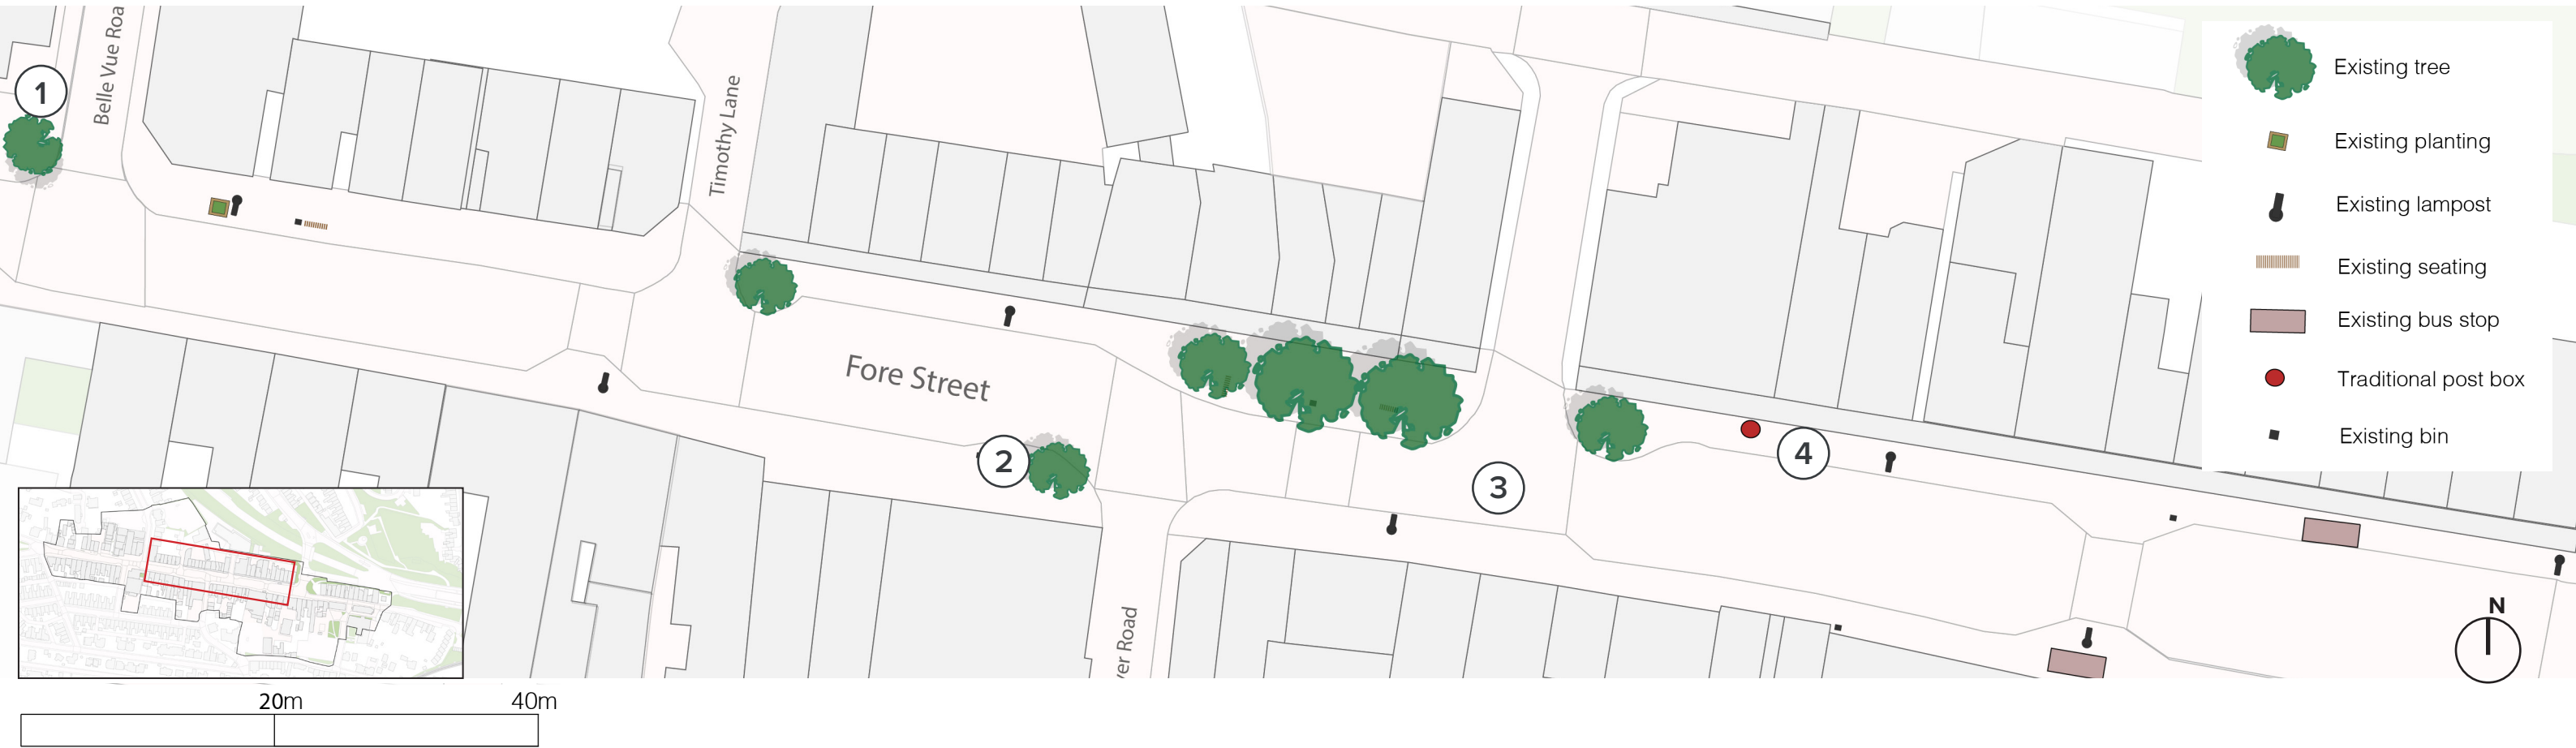 1
Belle Vue Roa
Timothy Lane
Fore Street
2
3
4
ver Road
Existing tree
Existing planting
Existing lampost
Existing seating
Existing bus stop
Traditional post box
Existing bin
N
20m
40m